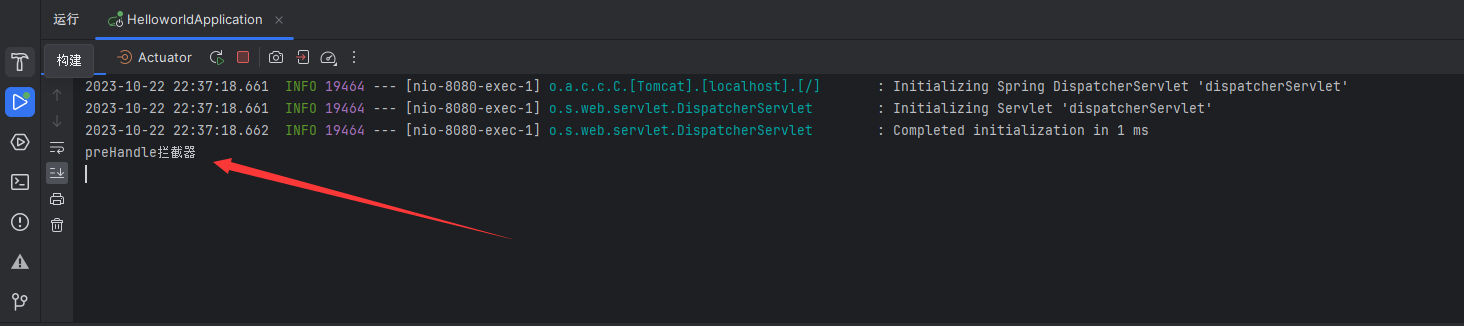 运行 HelloworldApplication
构建 Actuator
2023-10-22 22:37:18.661  INFO 19464 --- [nio-8080-exec-1] o.a.c.c.C.[Tomcat].[localhost].[/]       : Initializing Spring DispatcherServlet 'dispatcherServlet'
2023-10-22 22:37:18.661  INFO 19464 --- [nio-8080-exec-1] o.s.web.servlet.DispatcherServlet        : Initializing Servlet 'dispatcherServlet'
2023-10-22 22:37:18.662  INFO 19464 --- [nio-8080-exec-1] o.s.web.servlet.DispatcherServlet        : Completed initialization in 1 ms
preHandle拦截器